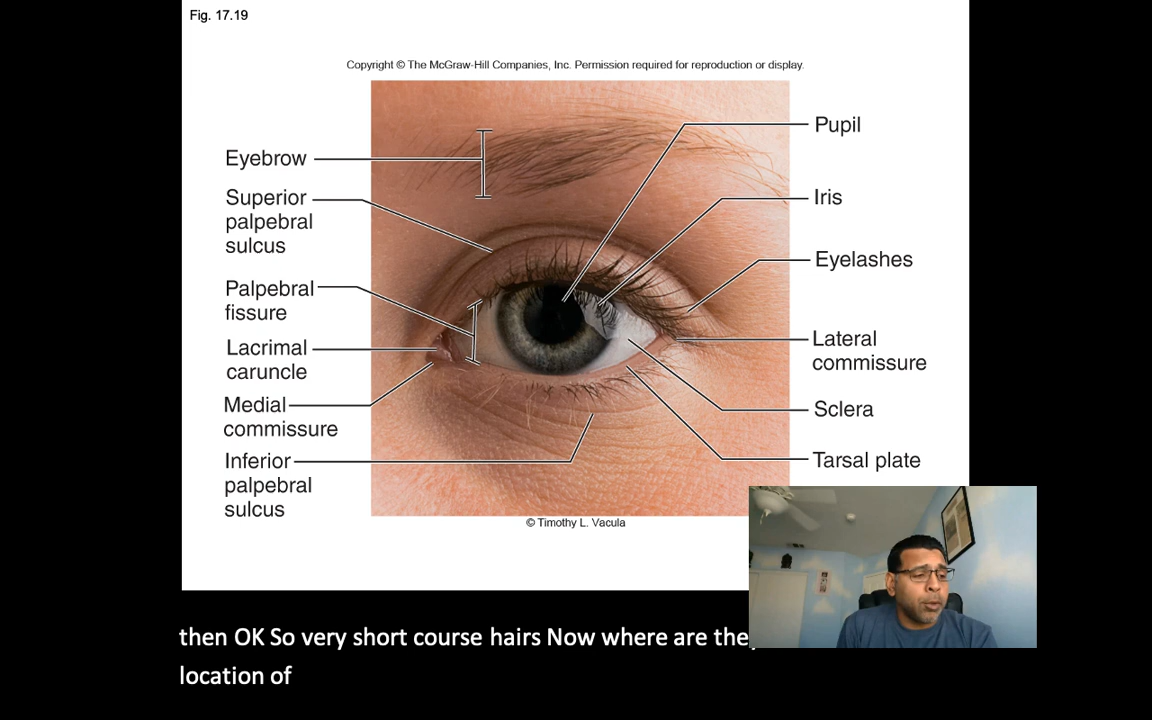 Fig. 17.19
Copyright © The McGraw-Hill Companies, Inc. Permission required for reproduction or display.
Eyebrow
Superior
palpebral
sulcus
Palpebral
fissure
Lacrimal
caruncle
Medial
commissure
Inferior
palpebral
sulcus
Pupil
Iris
Eyelashes
Lateral
commissure
Sclera
Tarsal plate
© Timothy L. Vacula
then OK So very short course hairs Now where are
location of